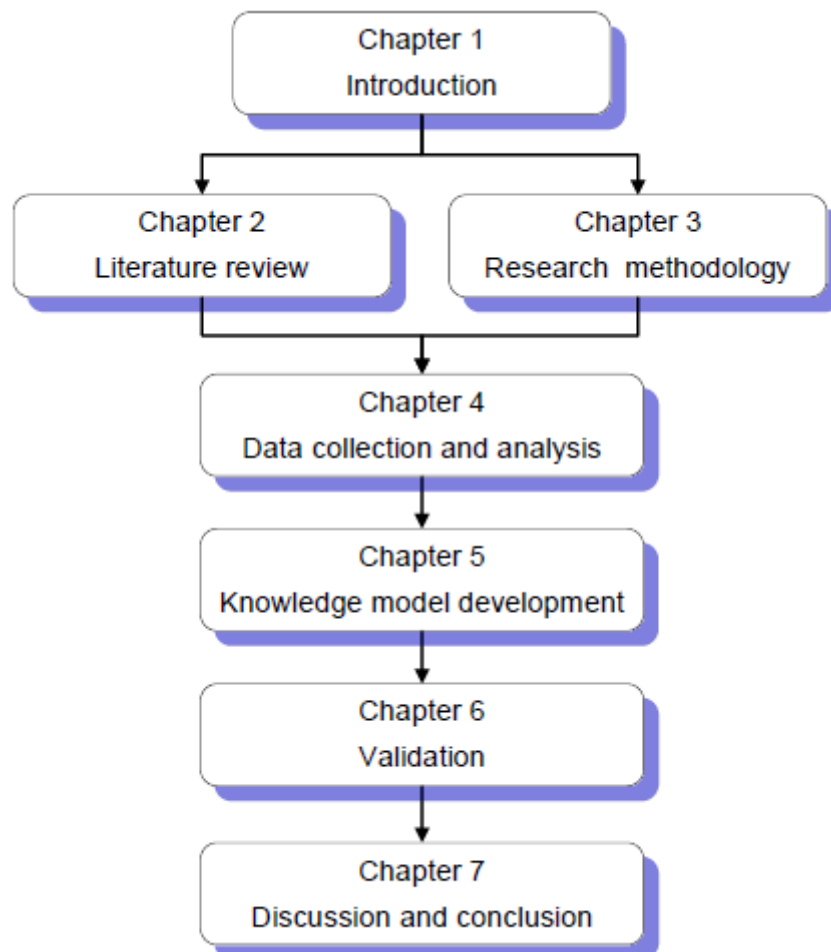 Chapter 1
Introduction
Chapter 2
Literature review
Chapter 3
Research methodology
Chapter 4
Data collection and analysis
Chapter 5
Knowledge model development
Chapter 6
Validation
Chapter 7
Discussion and conclusion